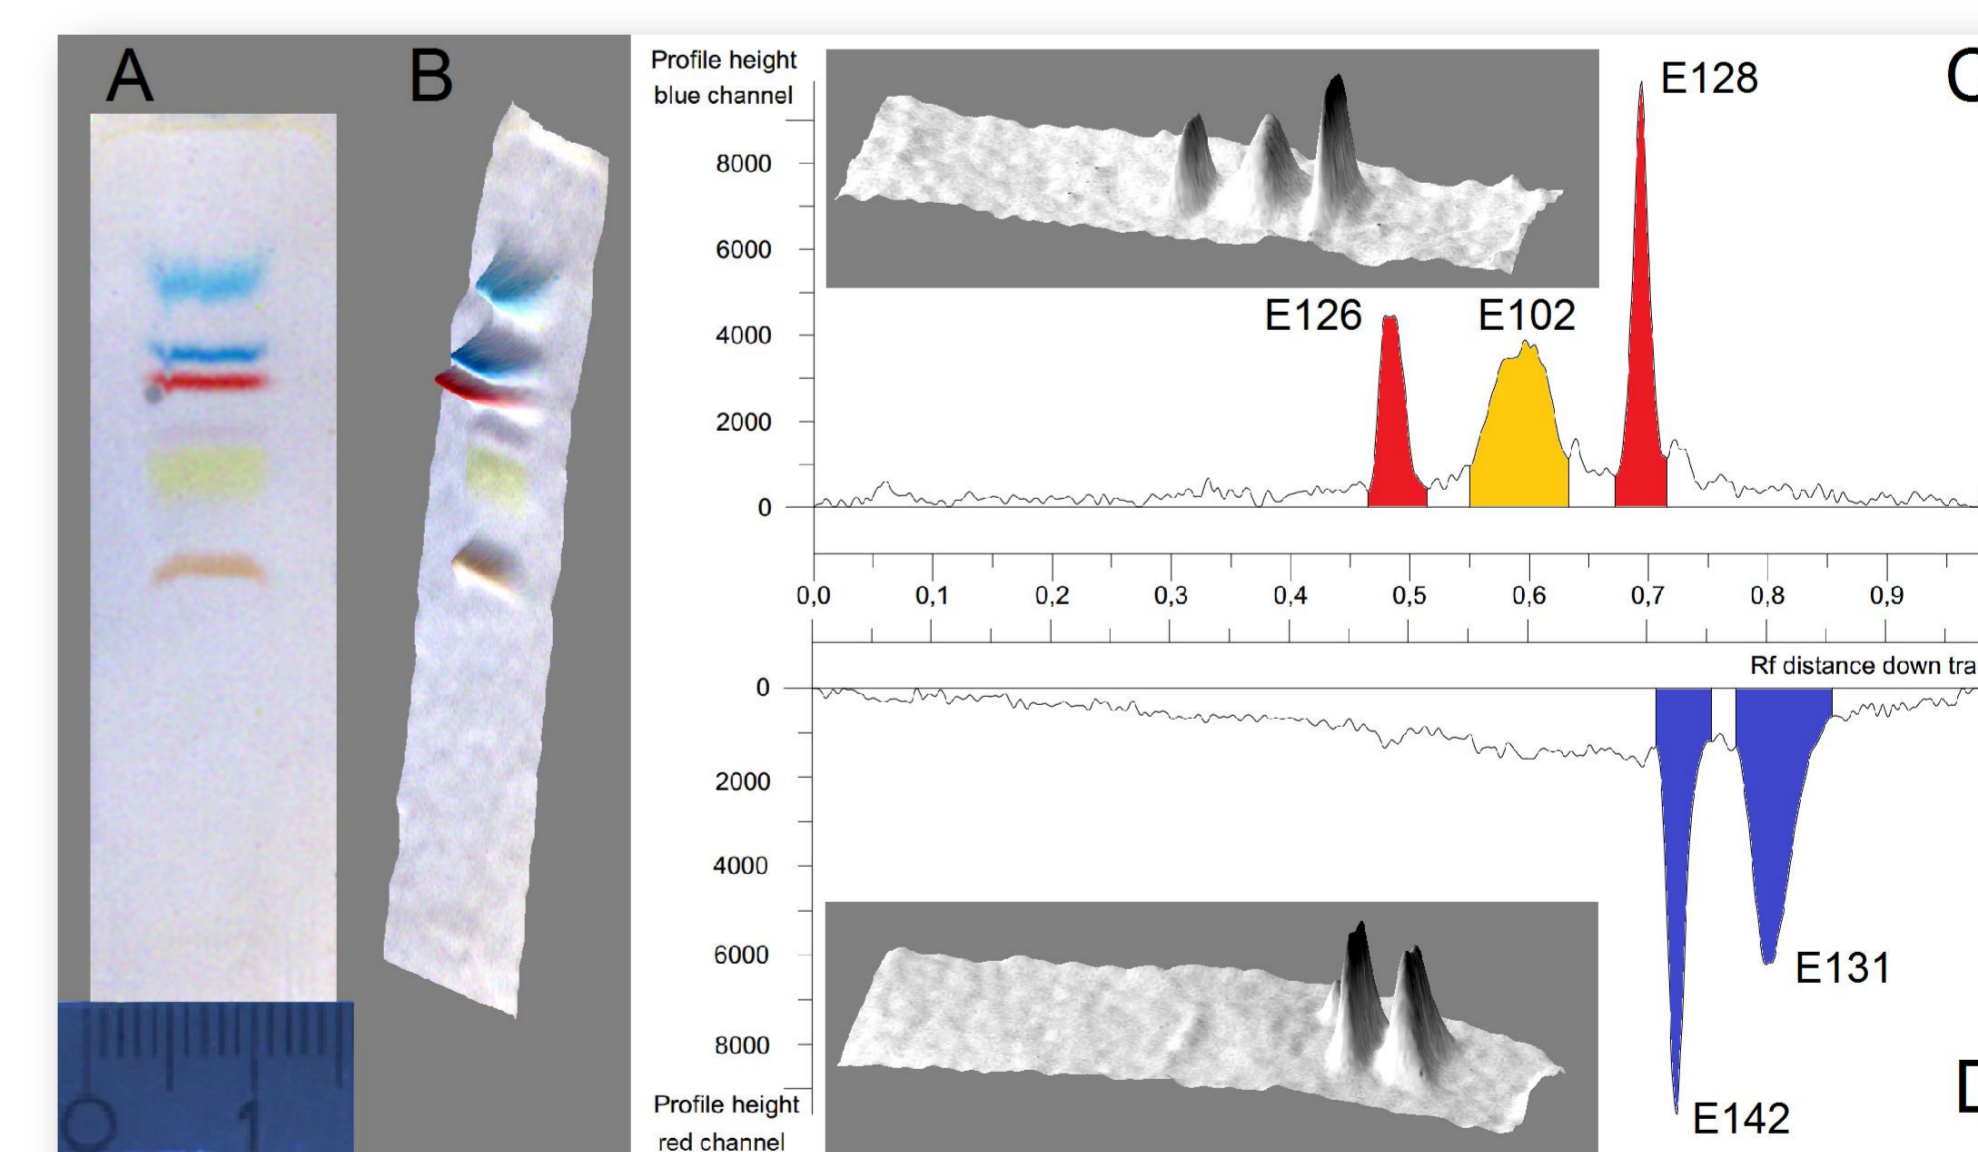 A
B
Profile height
blue channel
E128
8000
6000
E126
E102
4000
2000
0
0,0 0,1 0,2 0,3 0,4 0,5 0,6 0,7 0,8 0,9
Rf distance down
0
2000
4000
6000
E131
8000
Profile height
red channel
E142
0 1